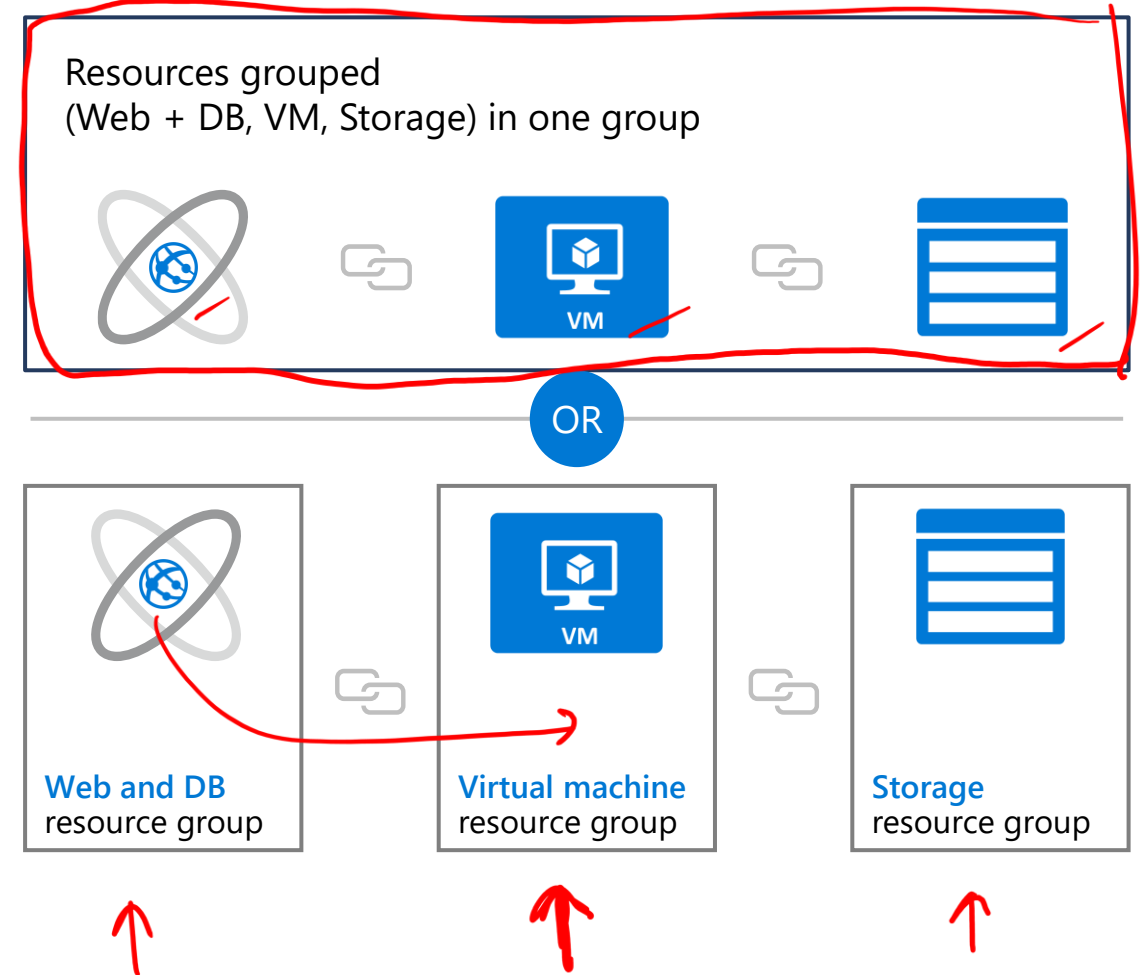 Resources grouped
(Web + DB, VM, Storage) in one group
VM
OR
VM
Web and DB
resource group
Virtual machine
resource group
Storage
resource group